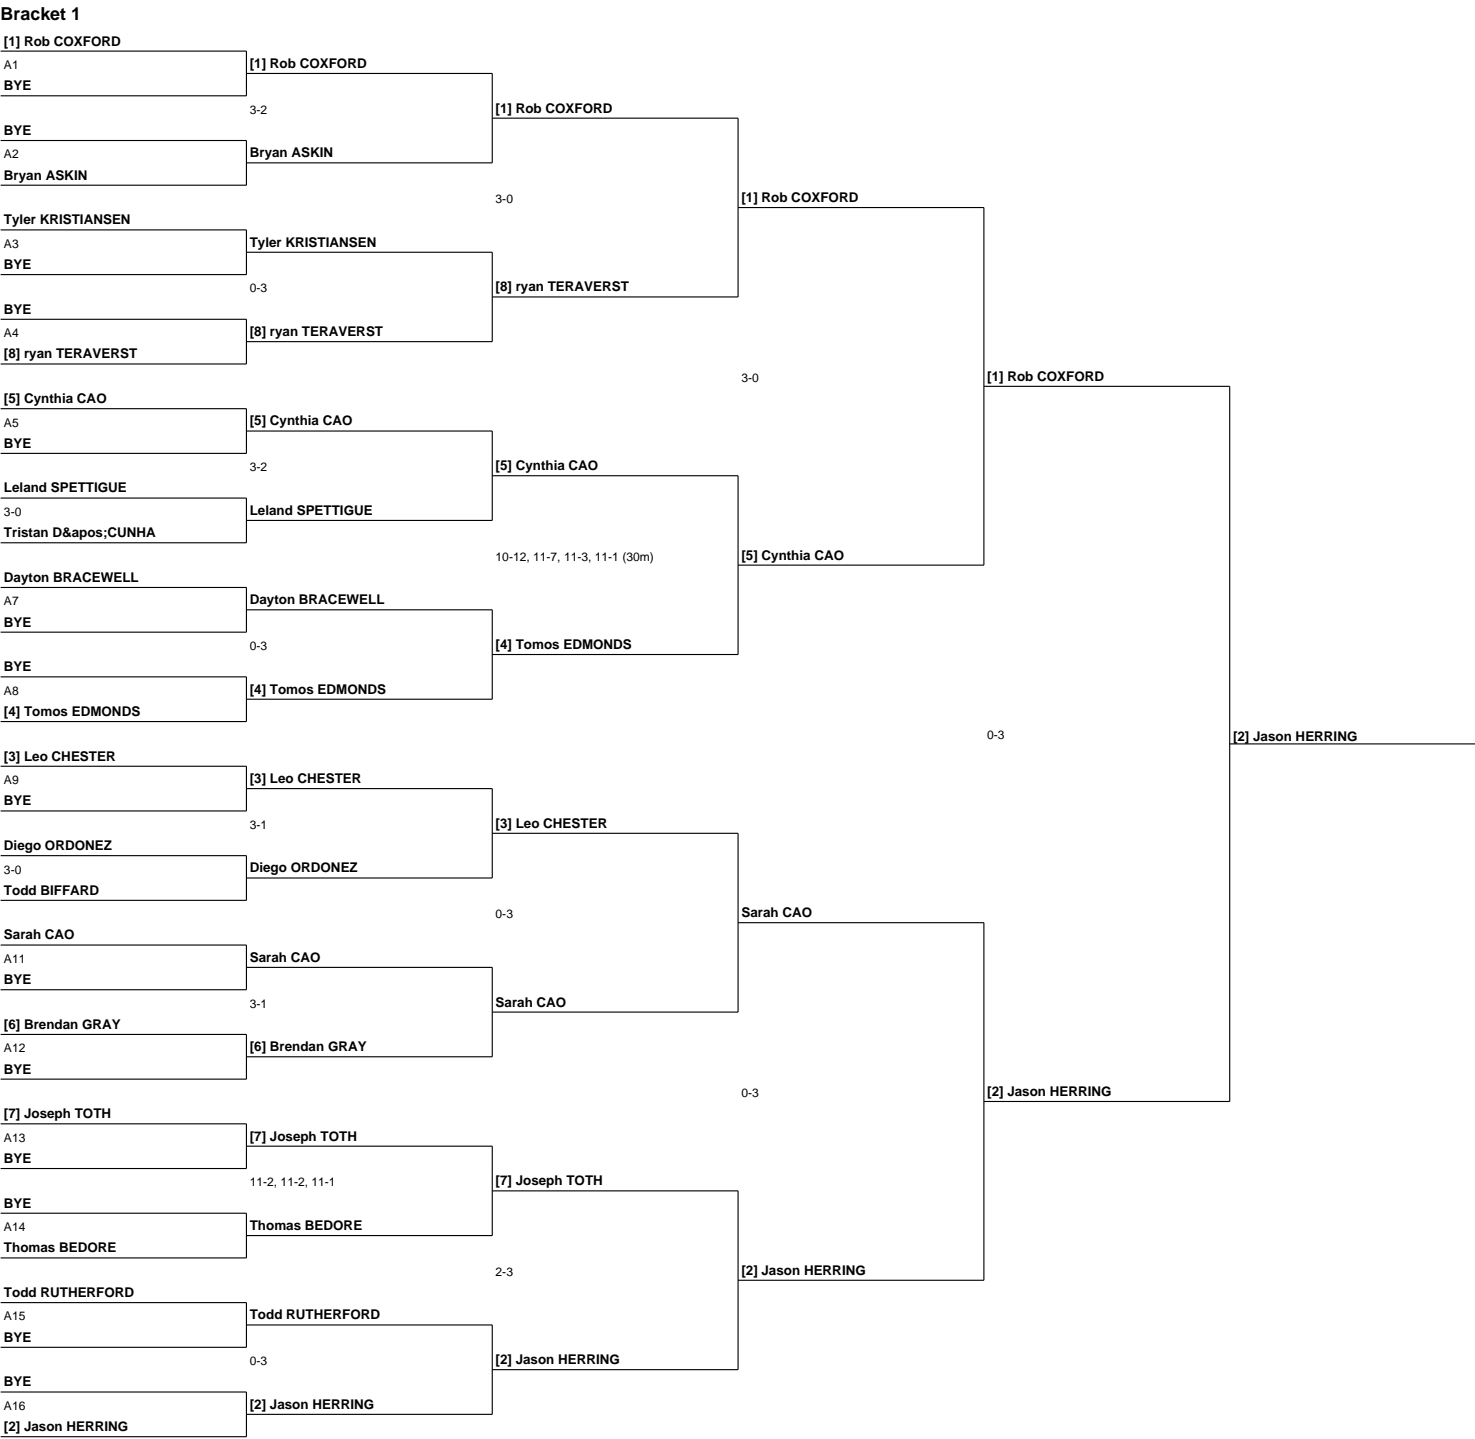 Bracket 1
[1] Rob COXFORD
A1
[1] Rob COXFORD
BYE
3-2
[1] Rob COXFORD
BYE
A2
Bryan ASKIN
Bryan ASKIN
3-0
[1] Rob COXFORD
Tyler KRISTIANSEN
A3
Tyler KRISTIANSEN
BYE
0-3
[8] ryan TERAVERST
BYE
A4
[8] ryan TERAVERST
[8] ryan TERAVERST
3-0
[1] Rob COXFORD
[5] Cynthia CAO
A5
[5] Cynthia CAO
BYE
3-2
[5] Cynthia CAO
Leland SPETTIGUE
3-0
Leland SPETTIGUE
Tristan D&apos;CUNHA
10-12, 11-7, 11-3, 11-1 (30m)
[5] Cynthia CAO
Dayton BRACEWELL
A7
Dayton BRACEWELL
BYE
0-3
[4] Tomos EDMONDS
BYE
A8
[4] Tomos EDMONDS
[4] Tomos EDMONDS
0-3
[2] Jason HERRING
[3] Leo CHESTER
A9
[3] Leo CHESTER
BYE
3-1
[3] Leo CHESTER
Diego ORDONEZ
3-0
Diego ORDONEZ
Todd BIFFARD
0-3
Sarah CAO
Sarah CAO
A11
Sarah CAO
BYE
3-1
Sarah CAO
[6] Brendan GRAY
A12
[6] Brendan GRAY
BYE
0-3
[2] Jason HERRING
[7] Joseph TOTH
A13
[7] Joseph TOTH
BYE
11-2, 11-2, 11-1
[7] Joseph TOTH
BYE
A14
Thomas BEDORE
Thomas BEDORE
2-3
[2] Jason HERRING
Todd RUTHERFORD
A15
Todd RUTHERFORD
BYE
0-3
[2] Jason HERRING
BYE
A16
[2] Jason HERRING
[2] Jason HERRING